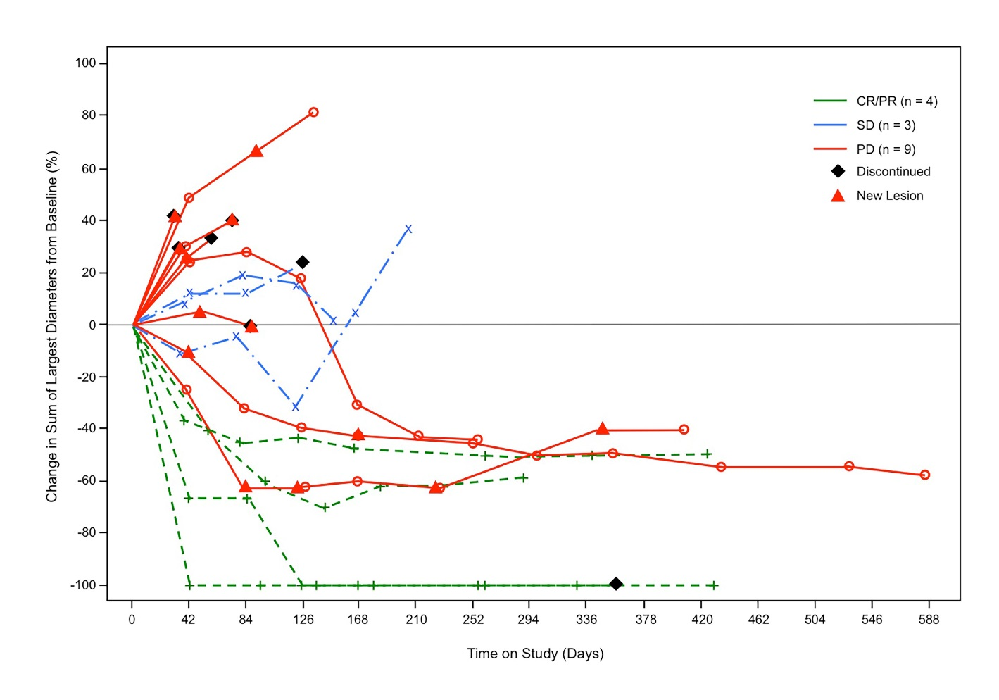 Change in Sum of Largest Diameters from Baseline (%)
100
80
60
40
20
0
-20
-40
-60
-80
-100
CR/PR (n = 4)
SD (n = 3)
PD (n = 9)
Discontinued
New Lesion
0 42 84 126 168 210 252 294 336 378 420 462 504 546 588
Time on Study (Days)